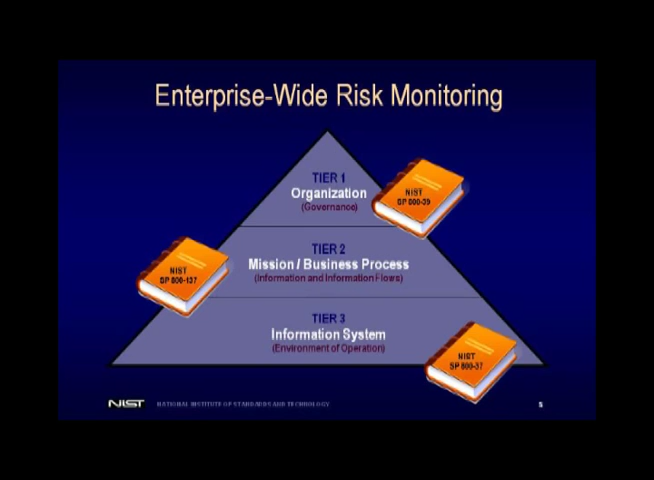 Enterprise-Wide Risk Monitoring
TIER 1
Organization
(Governance)
NIST
SP 800-39
TIER 2
Mission / Business Process
(Information and Information Flows)
NIST
SP 800-137
TIER 3
Information System
(Environment of Operation)
NIST
SP 800-37
NIST NATIONAL INSTITUTE OF STANDARDS AND TECHNOLOGY
5